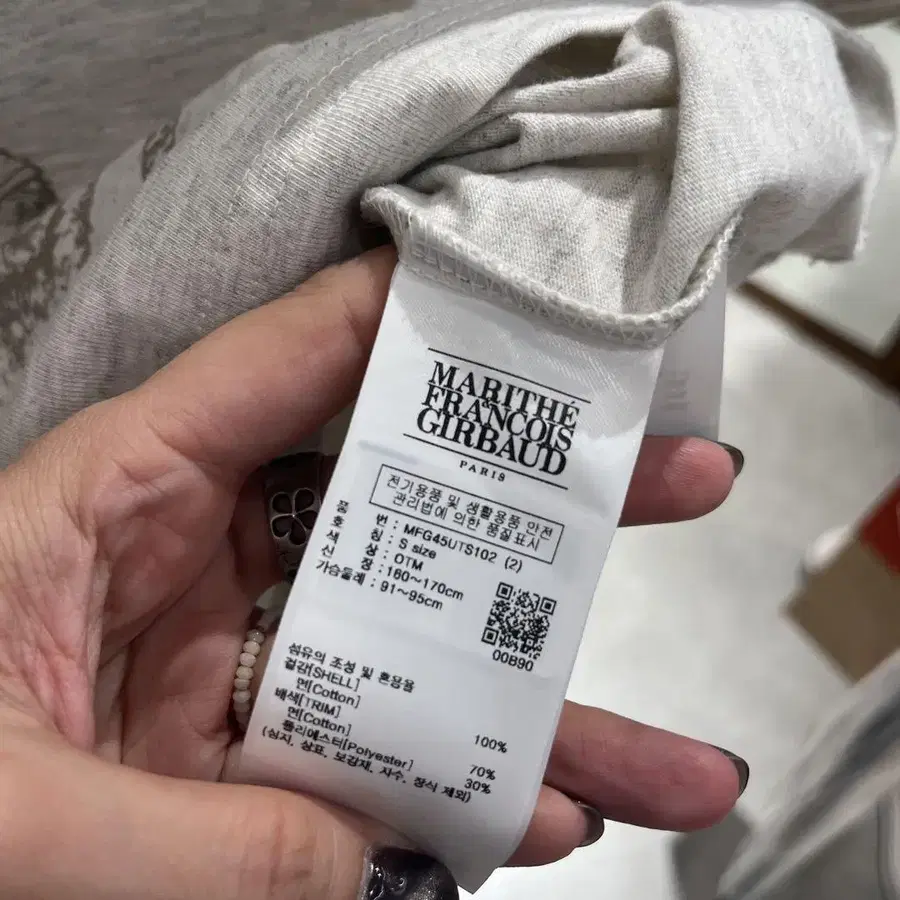 MARITHÉ
FRANCOIS
GIRBAUD
PARIS
전기용품 및 생활용품 안전
관리법에 의한 품질표시
품 번 : MFG45UTS102 (2)
호 칭 : S size
색 상 : OTM
신 장 : 160~170cm
가슴둘레 : 91~95cm
00890
섬유의 조성 및 혼용율
겉감[SHELL]
면[Cotton] 100%
배색[TRIM]
면[Cotton] 70%
폴리에스터[Polyester] 30%
(심지, 상표, 보강재, 자수, 장식 제외)